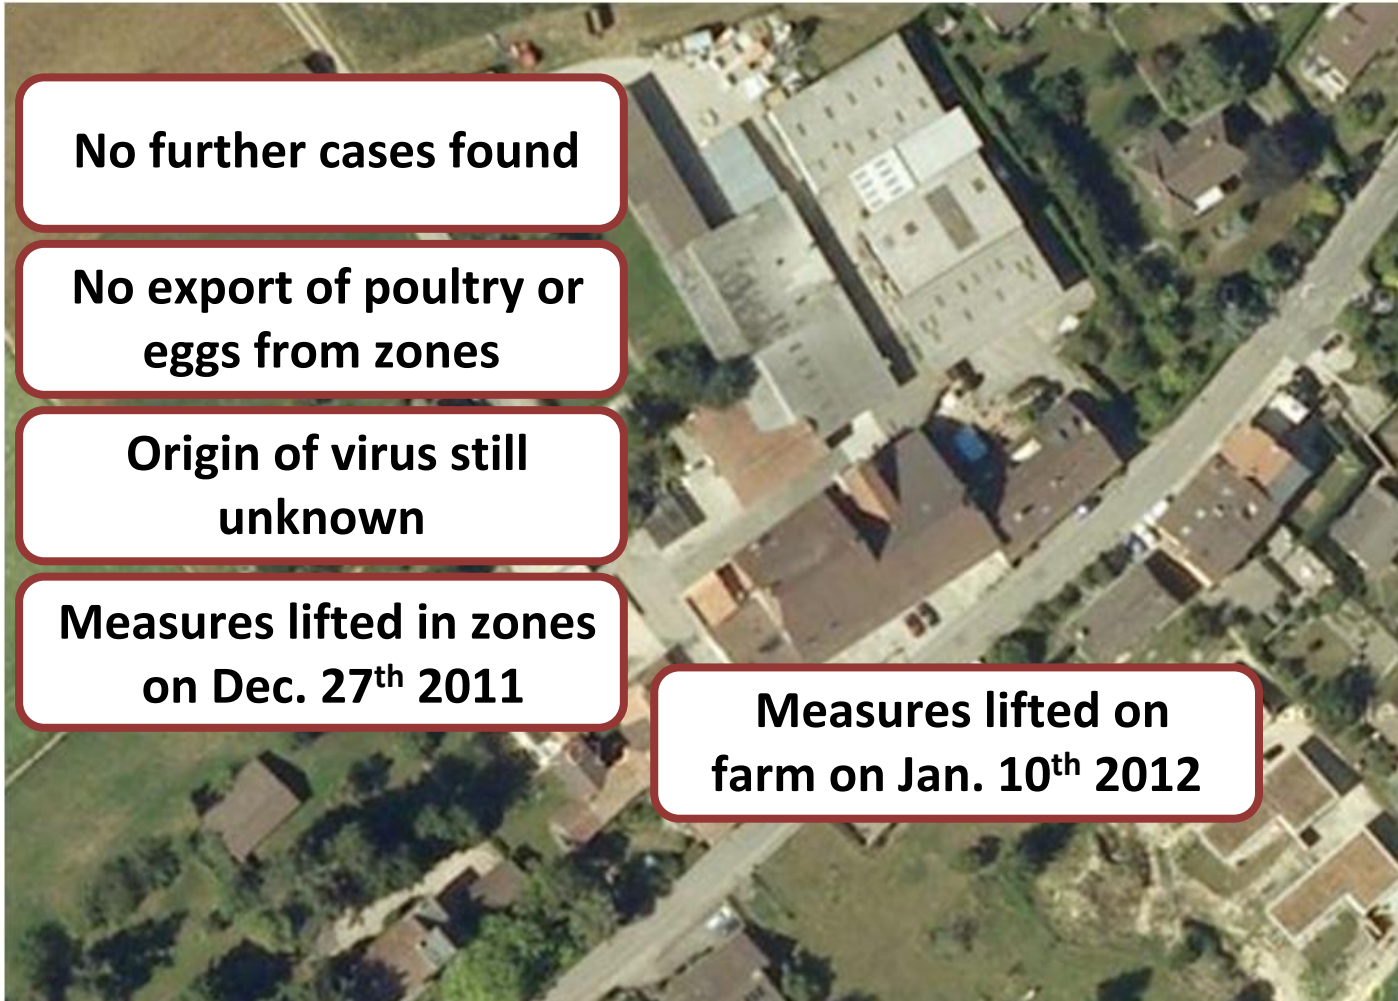 No further cases found
No export of poultry or
eggs from zones
Origin of virus still
unknown
Measures lifted in zones
on Dec. 27th 2011
Measures lifted on
farm on Jan. 10th 2012